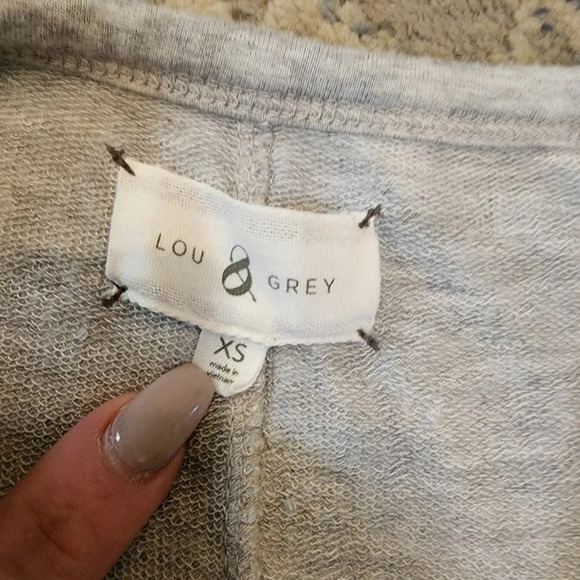 LOU & GREY
XS
made in
Vietnam